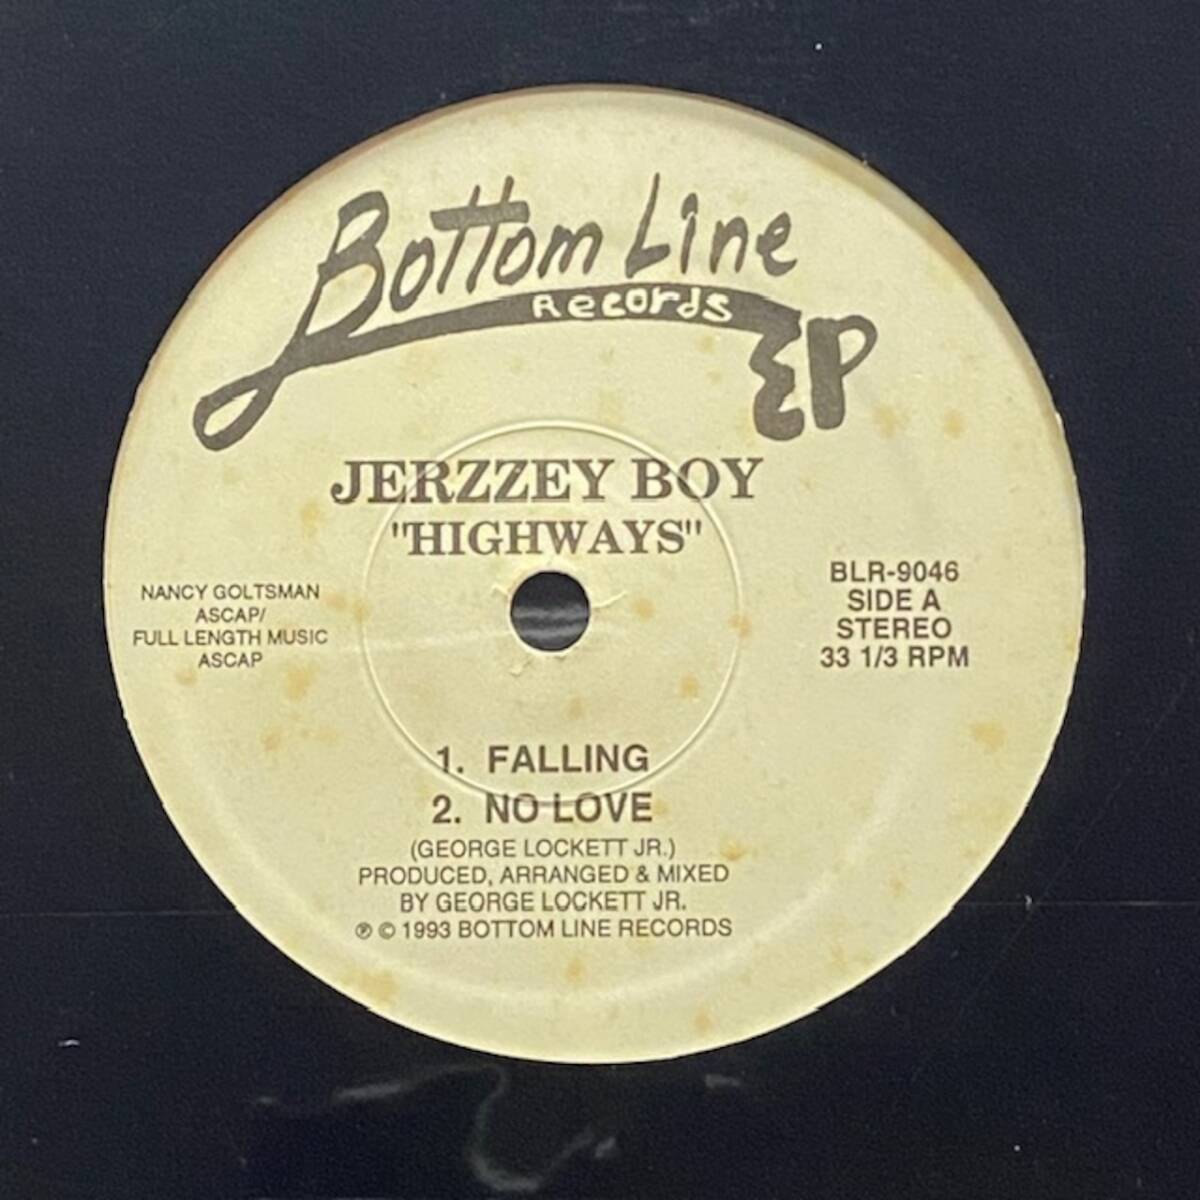 Bottom Line
Records
EP
JERZZEY BOY
"HIGHWAYS"
NANCY GOLTSMAN
ASCAP/
FULL LENGTH MUSIC
ASCAP
BLR-9046
SIDE A
STEREO
33 1/3 RPM
1. FALLING
2. NO LOVE
(GEORGE LOCKETT JR.)
PRODUCED, ARRANGED & MIXED
BY GEORGE LOCKETT JR.
℗ © 1993 BOTTOM LINE RECORDS